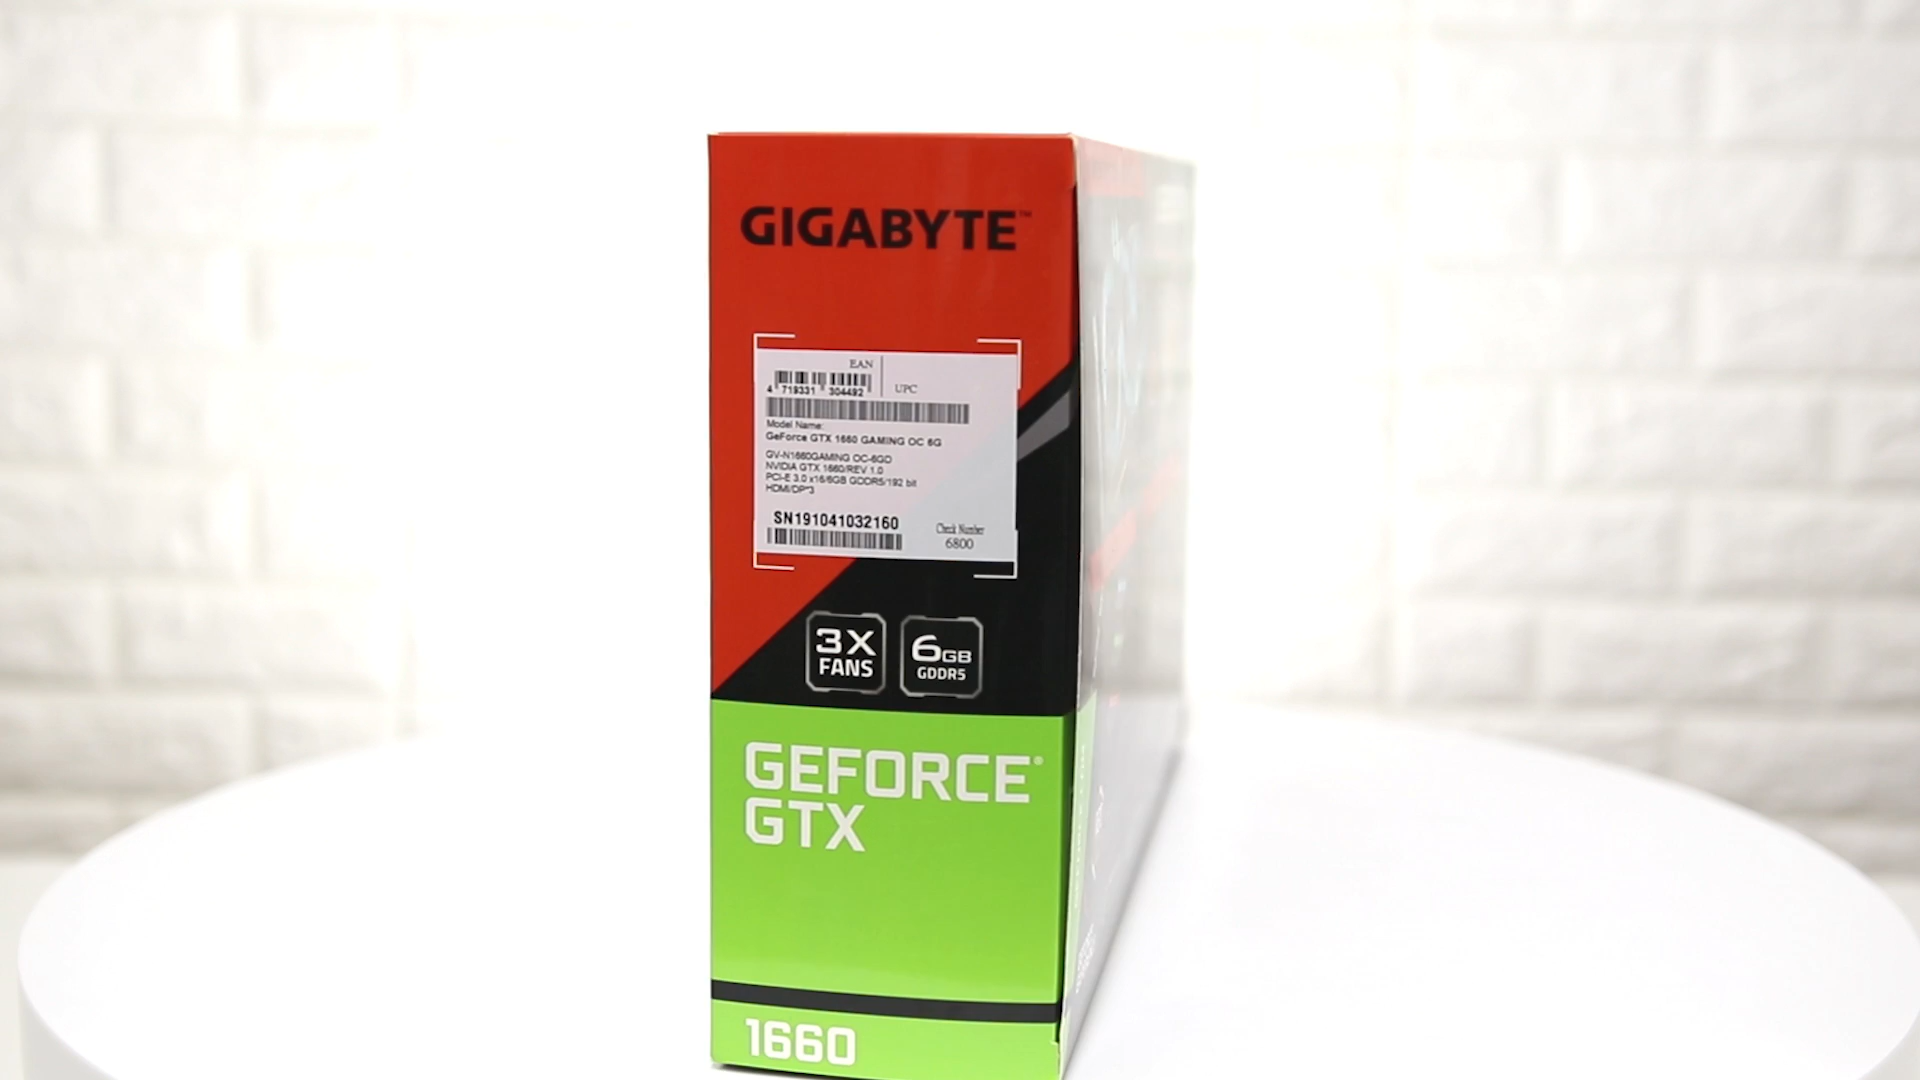 GIGABYTE™
EAN
UPC
4 719331 304492
Model Name:
GeForce GTX 1660 GAMING OC 6G
GV-N1660GAMING OC-6GD
NVIDIA GTX 1660/REV 1.0
PCI-E 3.0 x16/6GB GDDR5/192 bit
HDMI/DP*3
SN191041032160
Check Number
6800
3X
FANS
6GB
GDDR5
GEFORCE®
GTX
1660